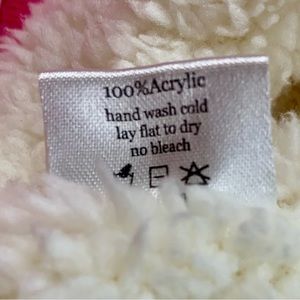 100%Acrylic
hand wash cold
lay flat to dry
no bleach